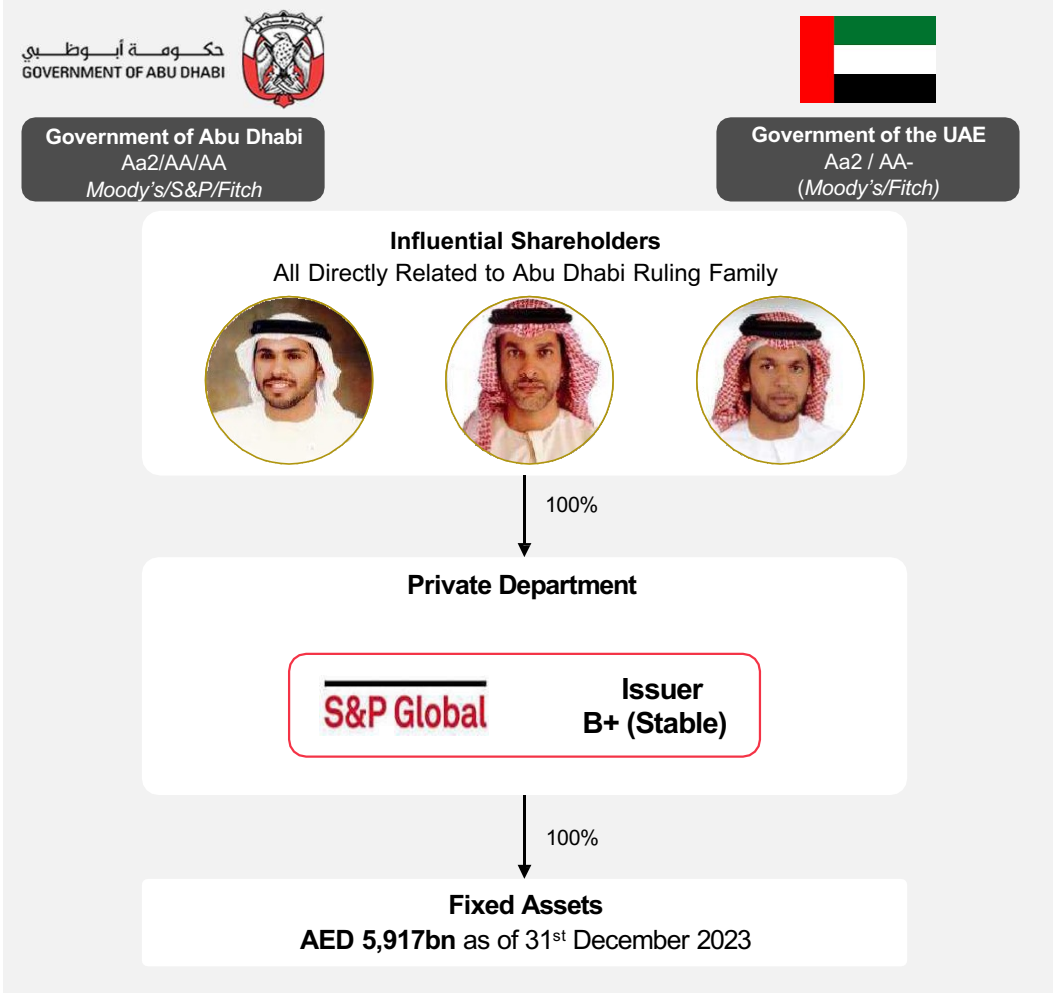 حكومة أبوظبي
GOVERNMENT OF ABU DHABI
Government of Abu Dhabi
Aa2/AA/AA
Moody's/S&P/Fitch
Government of the UAE
Aa2 / AA-
(Moody's/Fitch)
Influential Shareholders
All Directly Related to Abu Dhabi Ruling Family
100%
Private Department
S&P Global
Issuer
B+ (Stable)
100%
Fixed Assets
AED 5,917bn as of 31st December 2023